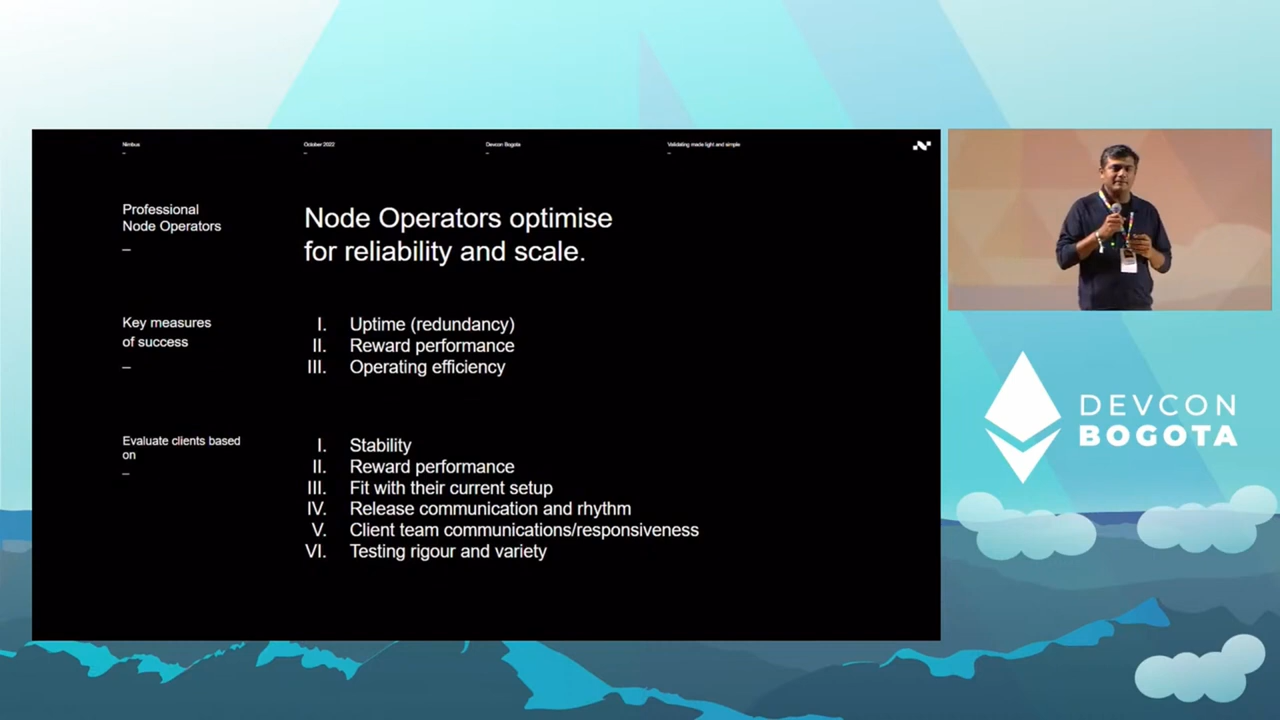 Nimbus
October 2022
Devcon Bogota
Validating made light and simple
Professional
Node Operators
Node Operators optimise
for reliability and scale.
Key measures
of success
I. Uptime (redundancy)
II. Reward performance
III. Operating efficiency
Evaluate clients based
on
I. Stability
II. Reward performance
III. Fit with their current setup
IV. Release communication and rhythm
V. Client team communications/responsiveness
VI. Testing rigour and variety
DEVCON
BOGOTA